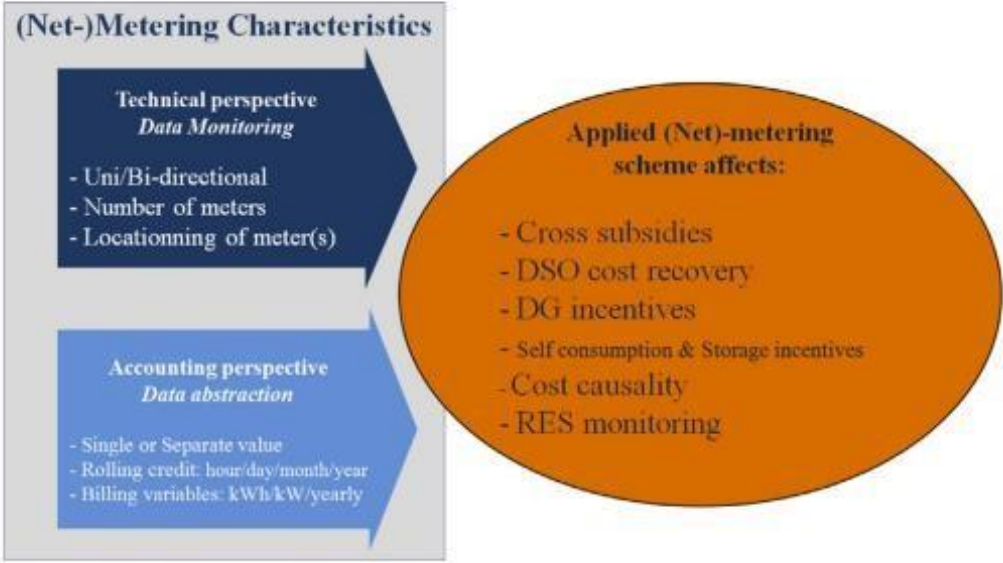 (Net-)Metering Characteristics
Technical perspective
Data Monitoring
- Uni/Bi-directional
- Number of meters
- Locationning of meter(s)
Accounting perspective
Data abstraction
- Single or Separate value
- Rolling credit: hour/day/month/year
- Billing variables: kWh/kW/yearly
Applied (Net)-metering
scheme affects:
- Cross subsidies
- DSO cost recovery
- DG incentives
- Self consumption & Storage incentives
- Cost causality
- RES monitoring